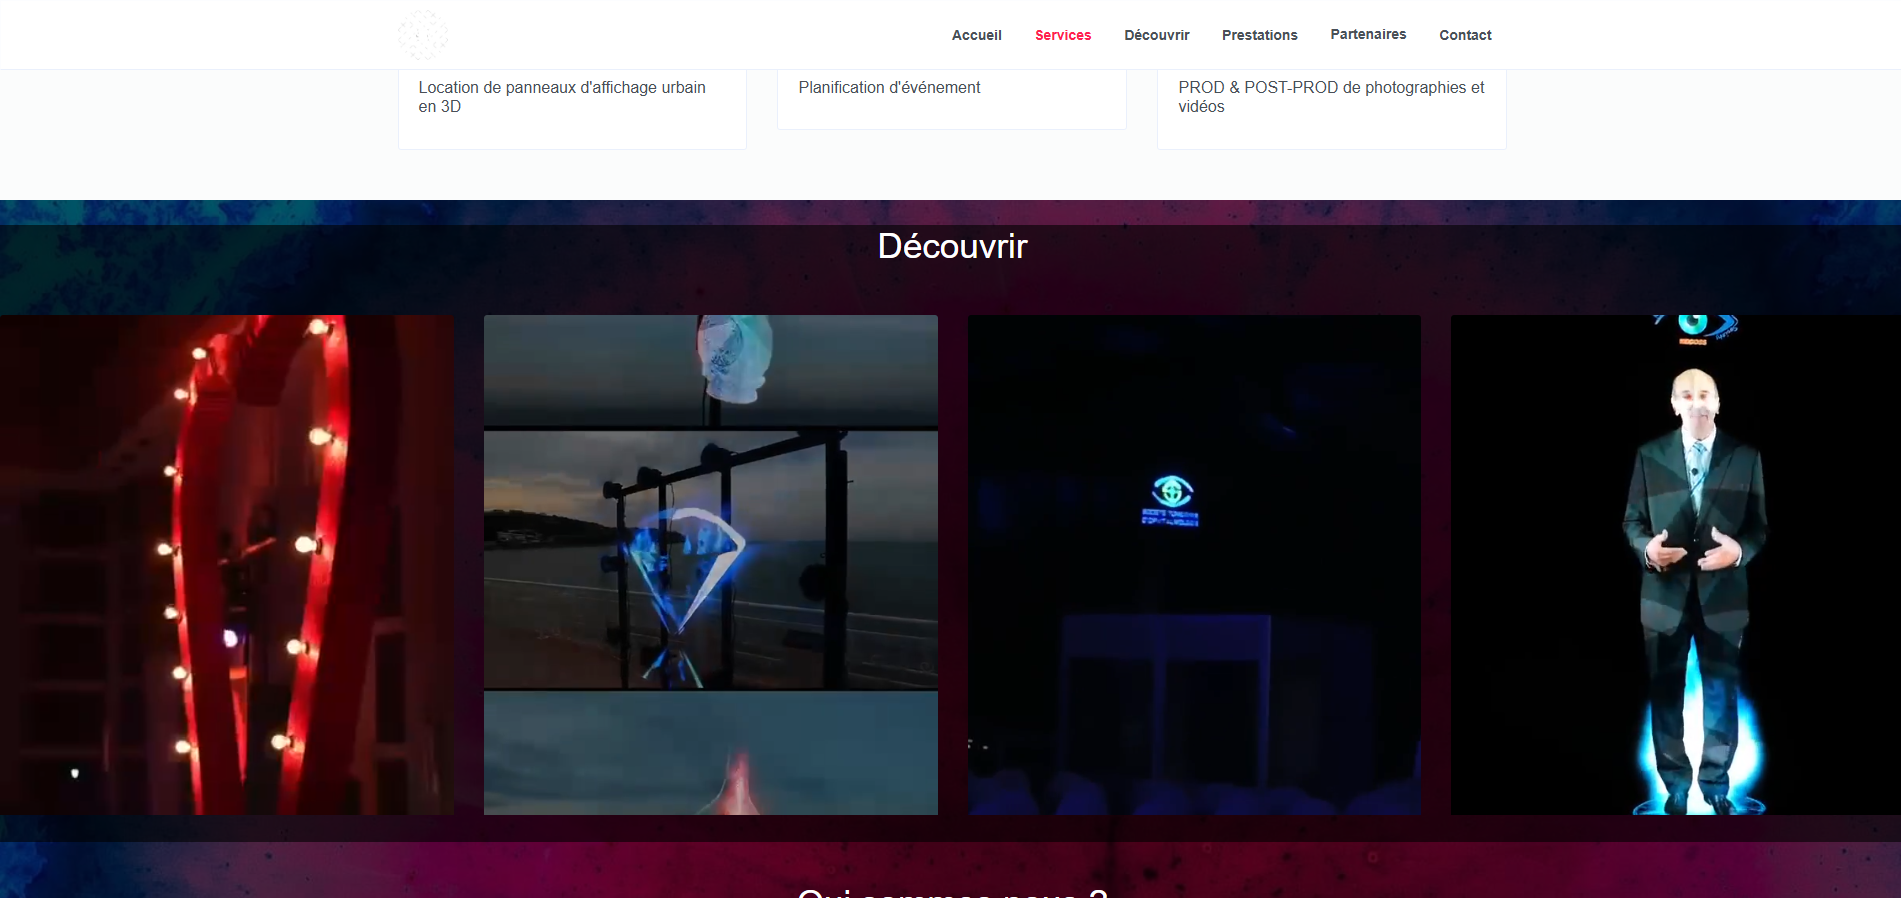 Accueil Services Découvrir Prestations Partenaires Contact
Location de panneaux d'affichage urbain
en 3D
Planification d'événement
PROD & POST-PROD de photographies et
vidéos
Découvrir